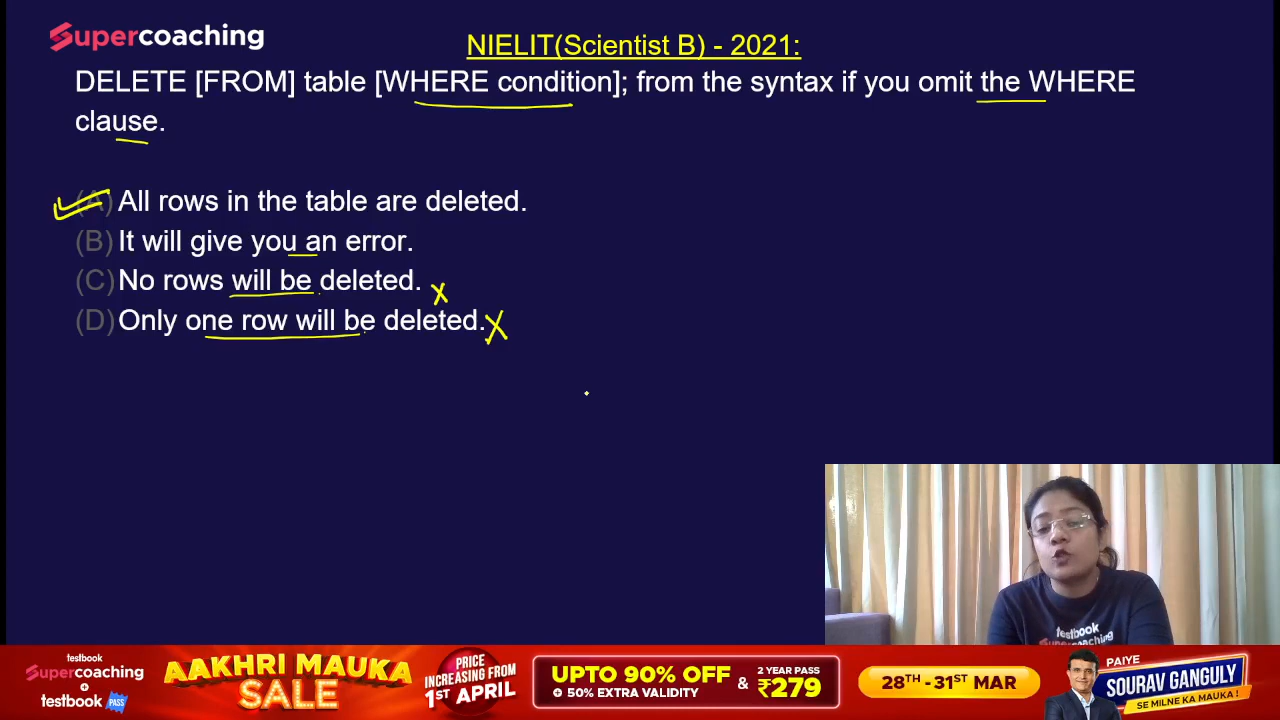 Supercoaching
NIELIT(Scientist B) - 2021:
DELETE [FROM] table [WHERE condition]; from the syntax if you omit the WHERE
clause.
(A) All rows in the table are deleted.
(B) It will give you an error.
(C) No rows will be deleted. x
(D) Only one row will be deleted. x
testbook
Supercoaching
testbook
Supercoaching
+
testbook PASS
AAKHRI MAUKA
SALE
PRICE
INCREASING FROM
1ST APRIL
UPTO 90% OFF
+ 50% EXTRA VALIDITY
&
2 YEAR PASS
₹279
28TH - 31ST MAR
PAIYE
SOURAV GANGULY
SE MILNE KA MAUKA !